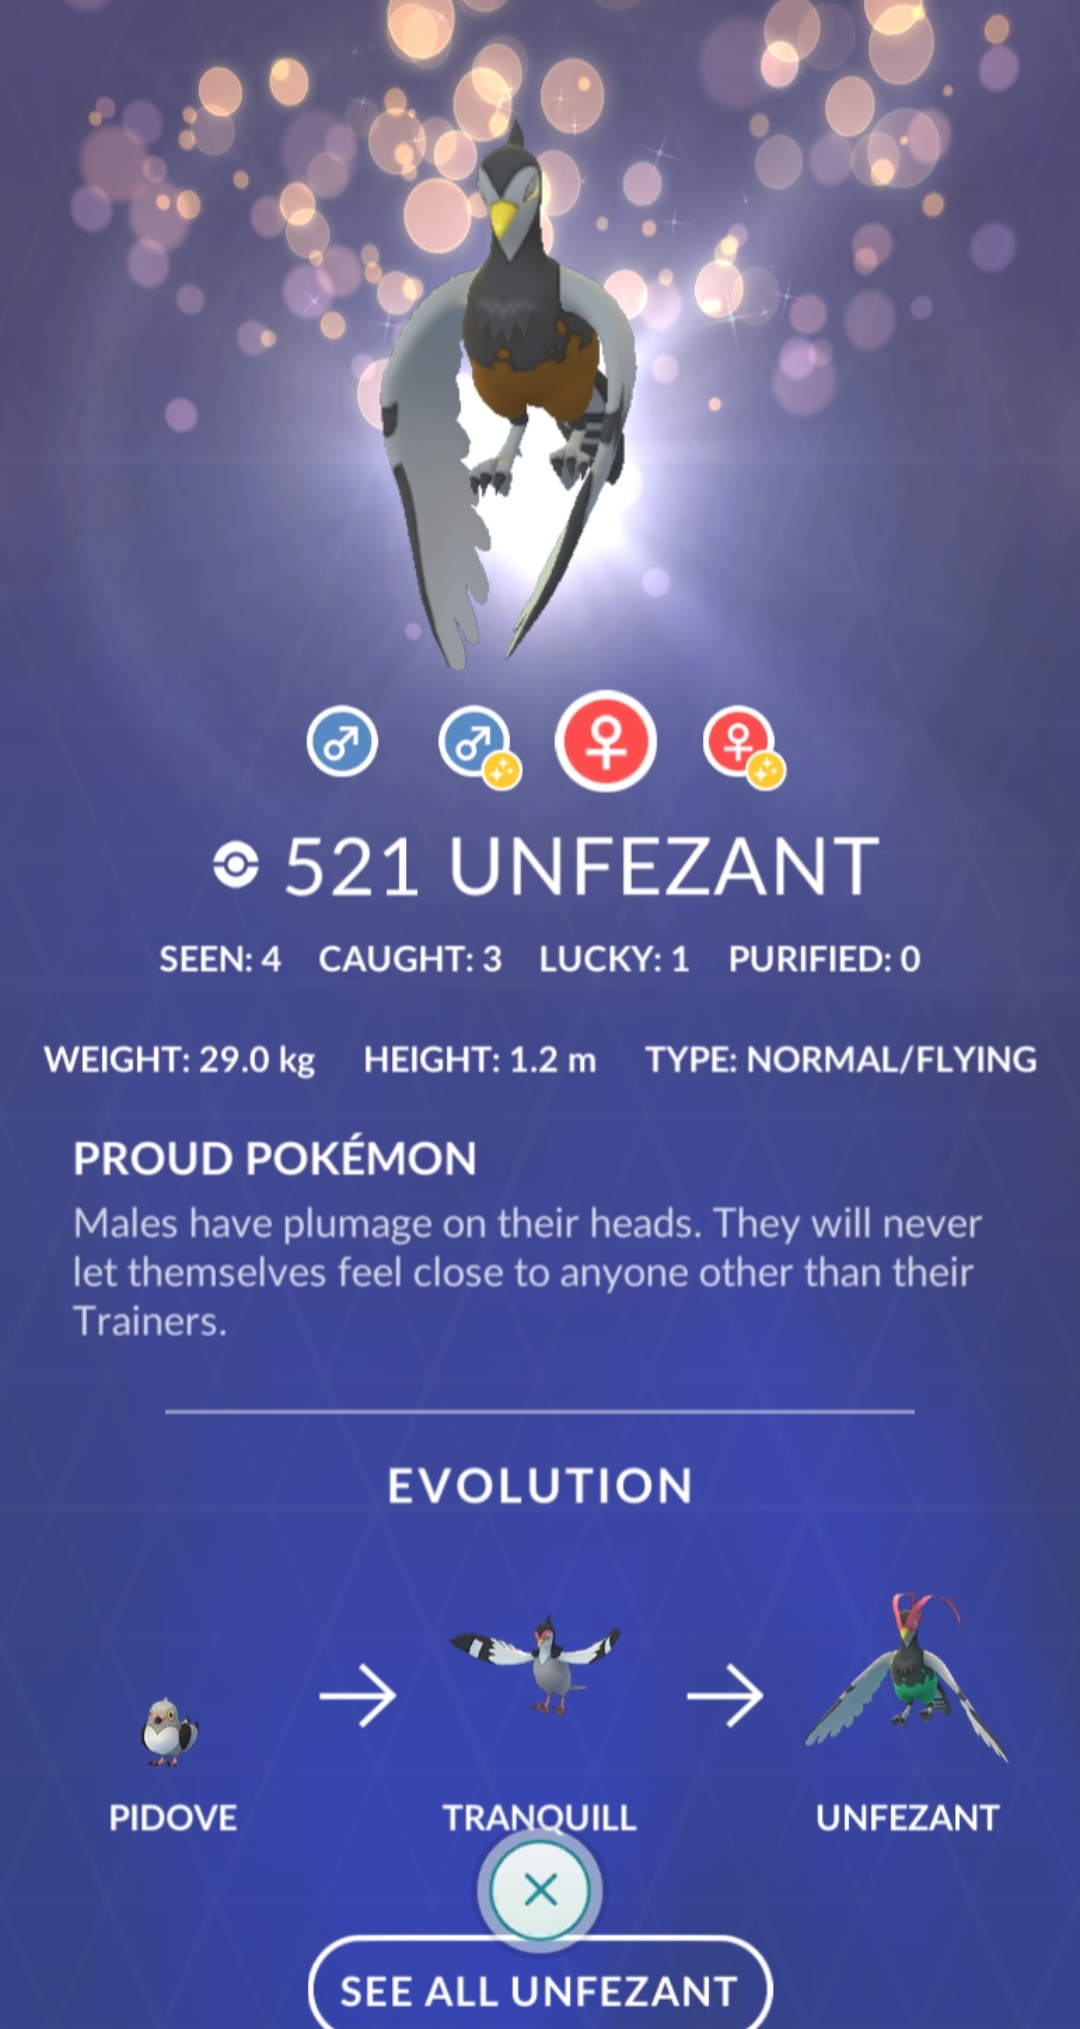 521 UNFEZANT
SEEN: 4 CAUGHT: 3 LUCKY: 1 PURIFIED: 0
WEIGHT: 29.0 kg HEIGHT: 1.2 m TYPE: NORMAL/FLYING
PROUD POKÉMON
Males have plumage on their heads. They will never
let themselves feel close to anyone other than their
Trainers.
EVOLUTION
PIDOVE TRANQUILL UNFEZANT
SEE ALL UNFEZANT